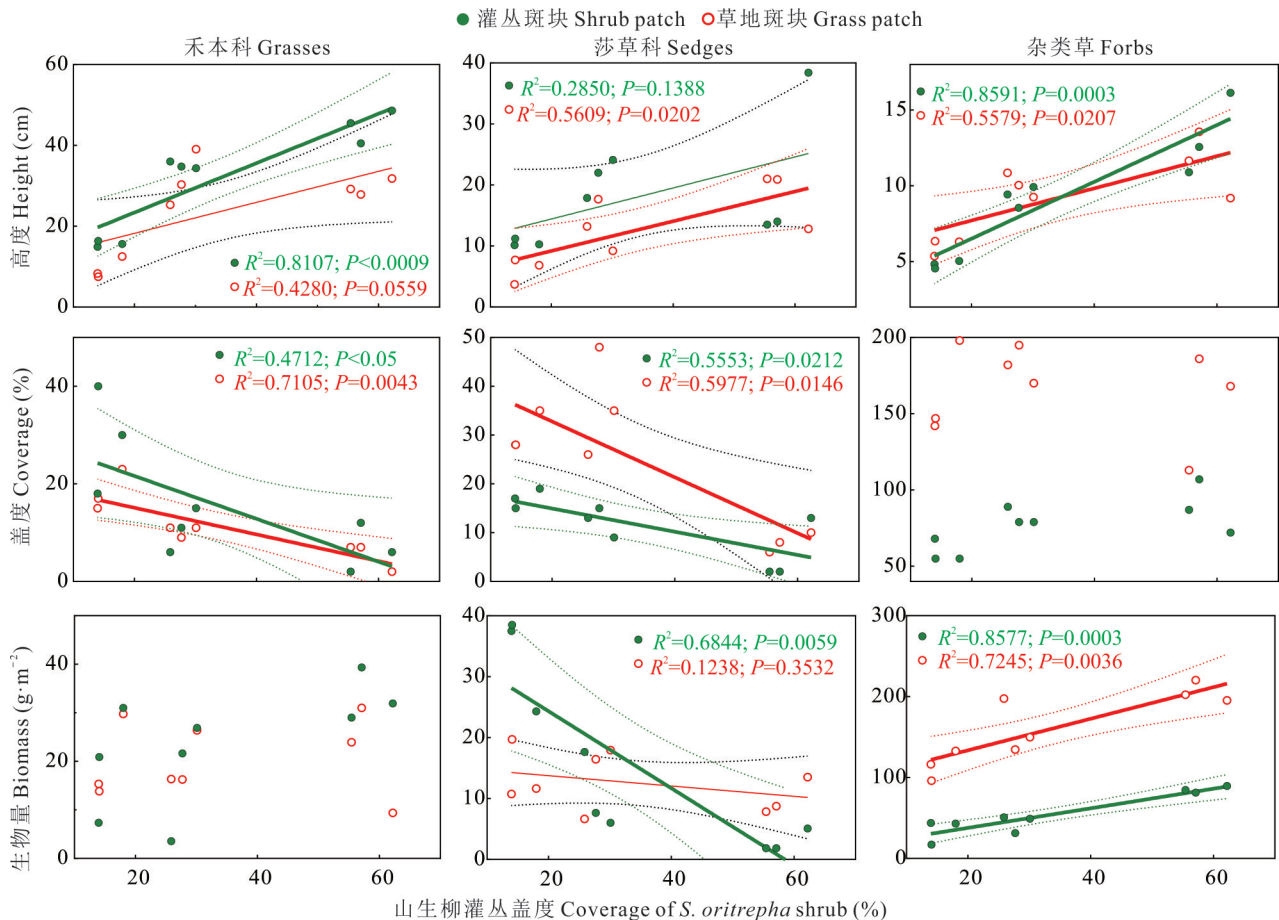 灌丛斑块 Shrub patch 草地斑块 Grass patch
禾本科 Grasses
莎草科 Sedges
杂类草 Forbs
高度 Height (cm)
60
40
20
0
R²=0.8107; P<0.0009
R²=0.4280; P=0.0559
40
30
20
10
0
R²=0.2850; P=0.1388
R²=0.5609; P=0.0202
15
10
5
R²=0.8591; P=0.0003
R²=0.5579; P=0.0207
盖度 Coverage (%)
40
20
0
R²=0.4712; P<0.05
R²=0.7105; P=0.0043
50
40
30
20
10
0
R²=0.5553; P=0.0212
R²=0.5977; P=0.0146
200
150
100
50
生物量 Biomass (g·m⁻²)
40
20
0
20 40 60
40
30
20
10
0
R²=0.6844; P=0.0059
R²=0.1238; P=0.3532
20 40 60
300
200
100
0
R²=0.8577; P=0.0003
R²=0.7245; P=0.0036
20 40 60
山生柳灌丛盖度 Coverage of S. oritrepha shrub (%)